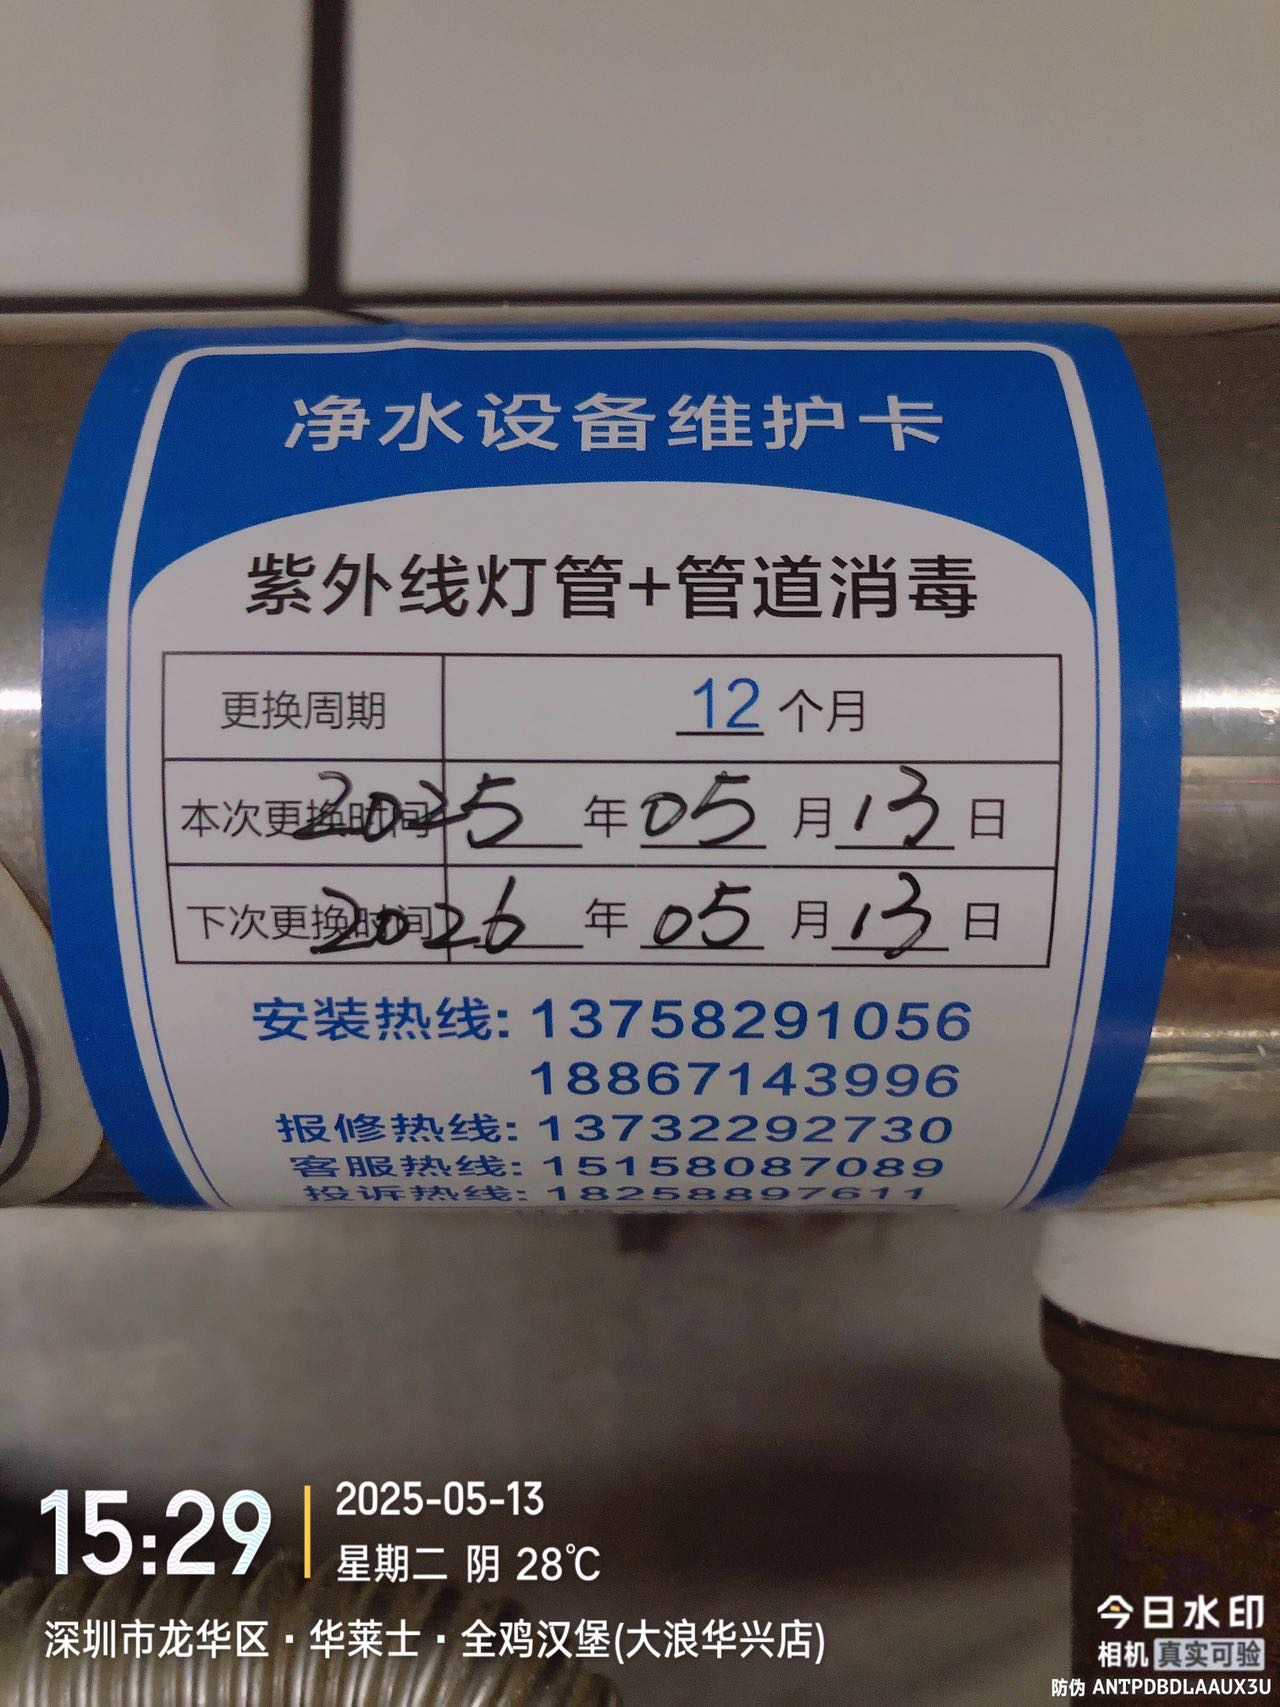 净水设备维护卡
紫外线灯管+管道消毒
更换周期 12 个月
本次更换时间 2025 年 05 月 13 日
下次更换时间 2026 年 05 月 13 日
安装热线: 13758291056
18867143996
报修热线: 13732292730
客服热线: 15158087089
投诉热线: 18258897611
15:29
2025-05-13
星期二 阴 28℃
深圳市龙华区·华莱士·全鸡汉堡(大浪华兴店)
今日水印
相机 真实可验
防伪 ANTPDBDLAAUX3U